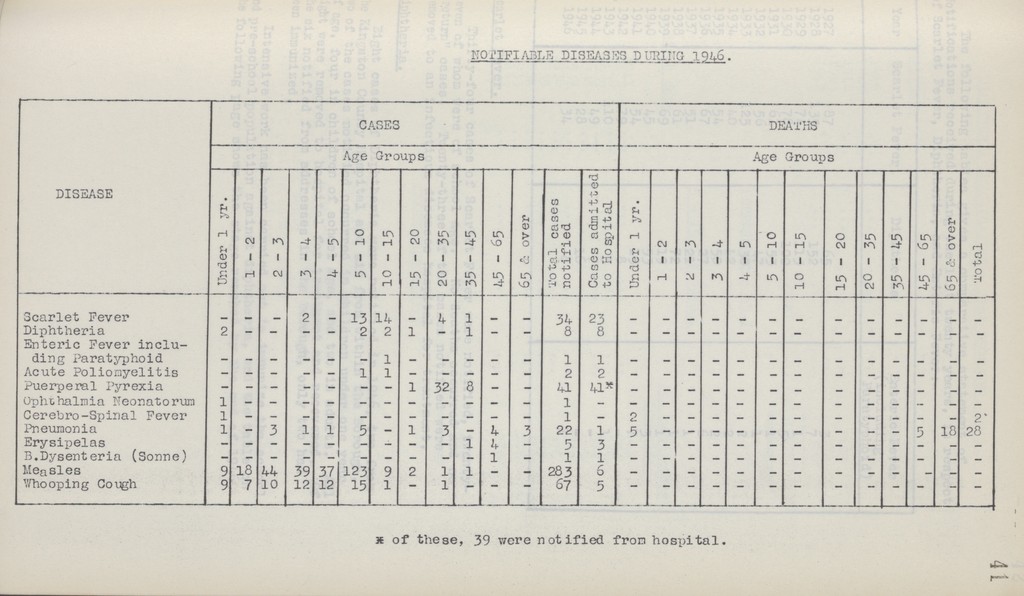 NOTIFIABLE DISEASES DURING 1946.
DISEASE | CASES | DEATHS
Age Groups | Age Groups
Under 1 yr. | 1 - 2 | 2 - 3 | 3 - 4 | 4 - 5 | 5 - 10 | 10 - 15 | 15 - 20 | 20 - 35 | 35 - 45 | 45 - 65 | 65 & over | Total cases notified | Cases admitted to Hospital | Under 1 yr. | 1 - 2 | 2 - 3 | 3 - 4 | 4 - 5 | 5 - 10 | 10 - 15 | 15 - 20 | 20 - 35 | 35 - 45 | 45 - 65 | 65 & over | Total
Scarlet Fever | - | - | - | 2 | - | 13 | 14 | - | 4 | 1 | - | - | 34 | 23 | - | - | - | - | - | - | - | - | - | - | - | - | -
Diphtheria | 2 | - | - | - | - | 2 | 2 | 1 | - | 1 | - | - | 8 | 8 | - | - | - | - | - | - | - | - | - | - | - | - | -
Enteric Fever inclu-
ding Paratyphoid | - | - | - | - | - | - | 1 | - | - | - | - | - | 1 | 1 | - | - | - | - | - | - | - | - | - | - | - | - | -
Acute Poliomyelitis | - | - | - | - | - | 1 | 1 | - | - | - | - | - | 2 | 2 | - | - | - | - | - | - | - | - | - | - | - | - | -
Puerperal Pyrexia | - | - | - | - | - | - | - | 1 | 32 | 8 | - | - | 41 | 41* | - | - | - | - | - | - | - | - | - | - | - | - | -
Ophthalmia Neonatorum | 1 | - | - | - | - | - | - | - | - | - | - | - | 1 | - | - | - | - | - | - | - | - | - | - | - | - | - | -
Cerebro-Spinal Fever | 1 | - | - | - | - | - | - | - | - | - | - | - | 1 | - | 2 | - | - | - | - | - | - | - | - | - | - | - | 2
Pneumonia | 1 | - | 3 | 1 | 1 | 5 | - | 1 | 3 | - | 4 | 3 | 22 | 1 | 5 | - | - | - | - | - | - | - | - | - | 5 | 18 | 28
Erysipelas | - | - | - | - | - | - | - | - | - | 1 | 4 | - | 5 | 3 | - | - | - | - | - | - | - | - | - | - | - | - | -
B.Dysenteria (Sonne) | - | - | - | - | - | - | - | - | - | - | 1 | - | 1 | 1 | - | - | - | - | - | - | - | - | - | - | - | - | -
Measles | 9 | 18 | 44 | 39 | 37 | 123 | 9 | 2 | 1 | 1 | - | - | 283 | 6 | - | - | - | - | - | - | - | - | - | - | - | - | -
Whooping Cough | 9 | 7 | 10 | 12 | 12 | 15 | 1 | - | 1 | - | - | - | 67 | 5 | - | - | - | - | - | - | - | - | - | - | - | - | -
* of these, 39 were notified from hospital.